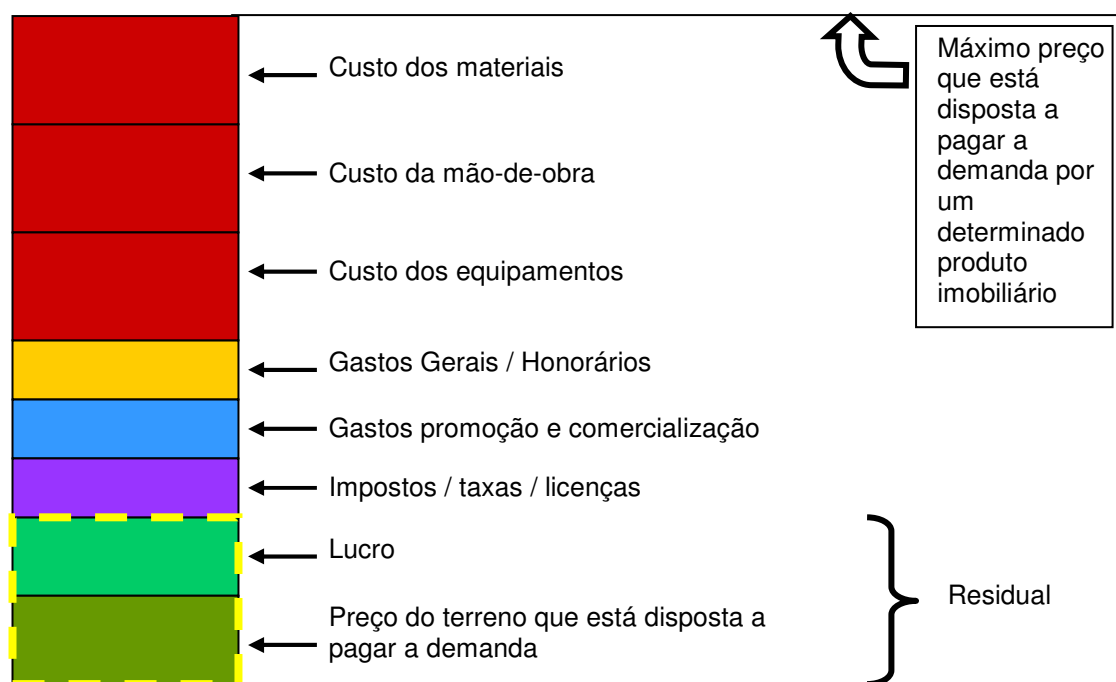 Custo dos materiais
Custo da mão-de-obra
Custo dos equipamentos
Gastos Gerais / Honorários
Gastos promoção e comercialização
Impostos / taxas / licenças
Lucro
Preço do terreno que está disposta a
pagar a demanda
Residual
Máximo preço
que está
disposta a
pagar a
demanda por
um
determinado
produto
imobiliário